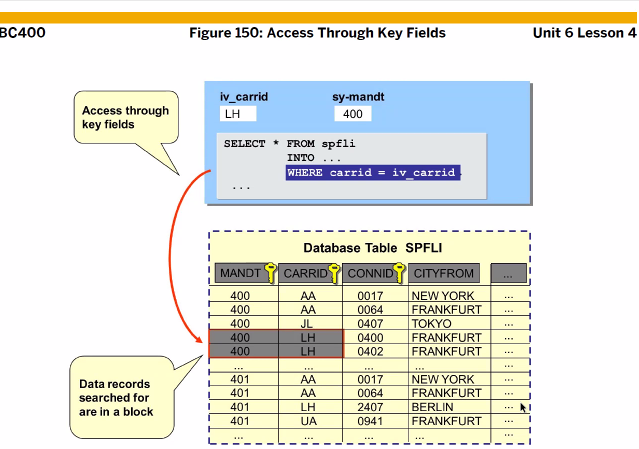 BC400 Figure 150: Access Through Key Fields Unit 6 Lesson 4
Access through
key fields
iv_carrid sy-mandt
LH 400
SELECT * FROM spfli
INTO ...
WHERE carrid = iv_carrid.
...
Database Table SPFLI
MANDT CARRID CONNID CITYFROM ...
400 AA 0017 NEW YORK ...
400 AA 0064 FRANKFURT ...
400 JL 0407 TOKYO ...
400 LH 0400 FRANKFURT ...
400 LH 0402 FRANKFURT ...
... ... ... ... ...
401 AA 0017 NEW YORK ...
401 AA 0064 FRANKFURT ...
401 LH 2407 BERLIN ...
401 UA 0941 FRANKFURT ...
... ... ... ... ...
Data records
searched for
are in a block